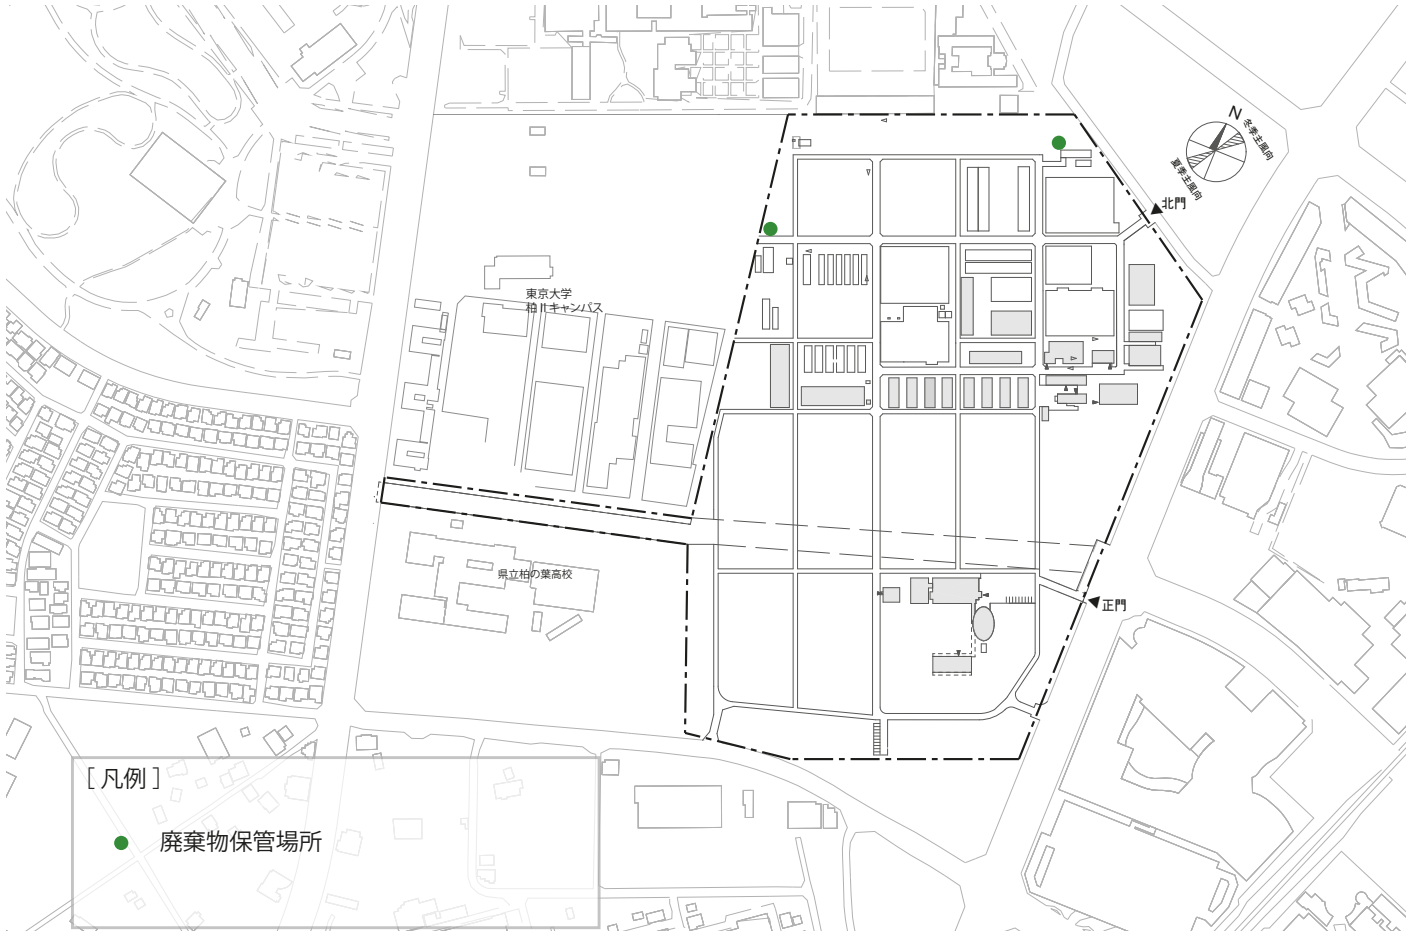 N
冬季主風向
夏季主風向
北門
東京大学
柏IIキャンパス
県立柏の葉高校
正門
[ 凡例 ]
廃棄物保管場所